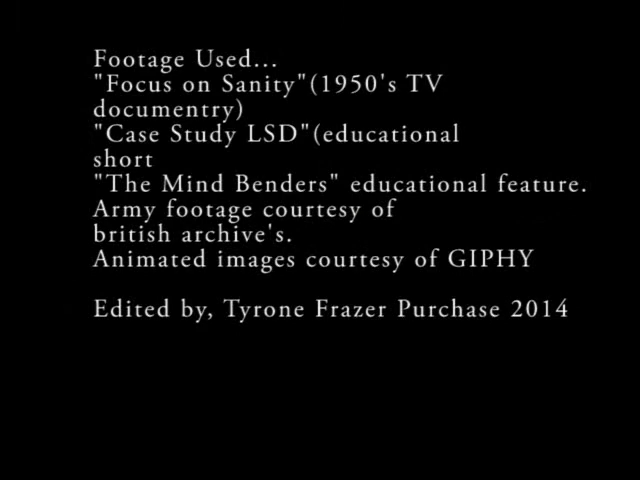 Footage Used...
"Focus on Sanity"(1950's TV
documentry)
"Case Study LSD"(educational
short
"The Mind Benders" educational feature.
Army footage courtesy of
british archive's.
Animated images courtesy of GIPHY
Edited by, Tyrone Frazer Purchase 2014